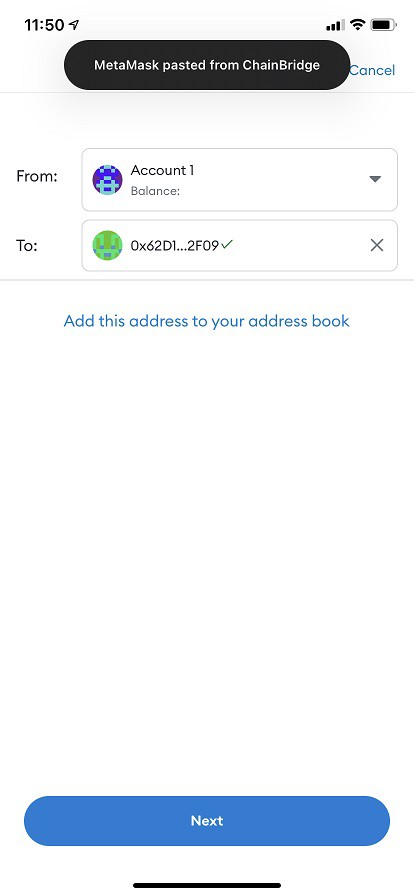 11:50
MetaMask pasted from ChainBridge
Cancel
From:
Account 1
Balance:
To:
0x62D1...2F09
Add this address to your address book
Next